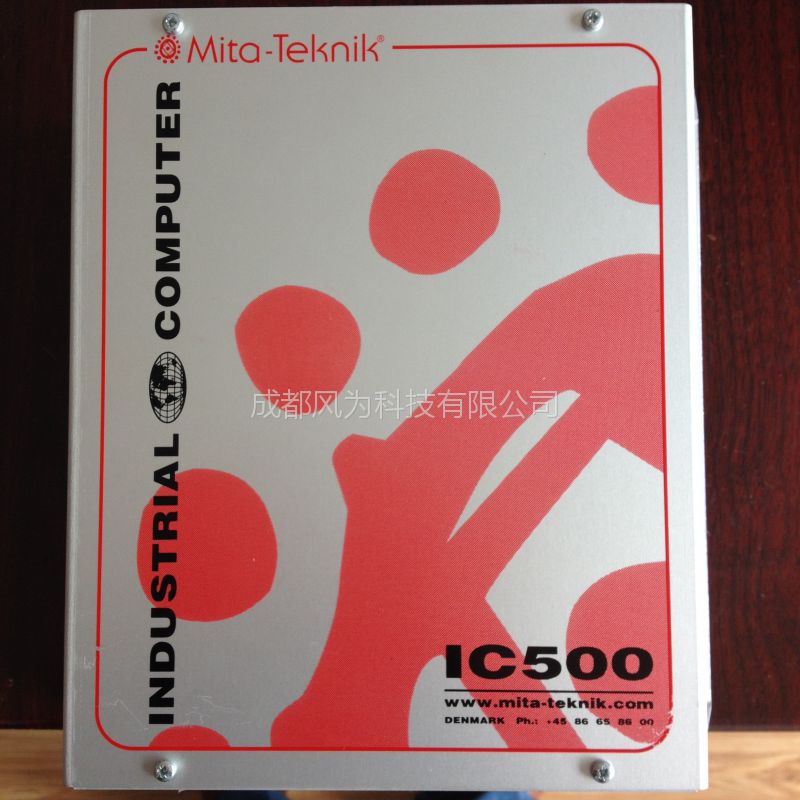 Mita-Teknik®
INDUSTRIAL COMPUTER
成都风为科技有限公司
IC500
www.mita-teknik.com
DENMARK Ph.: +45 86 65 86 00